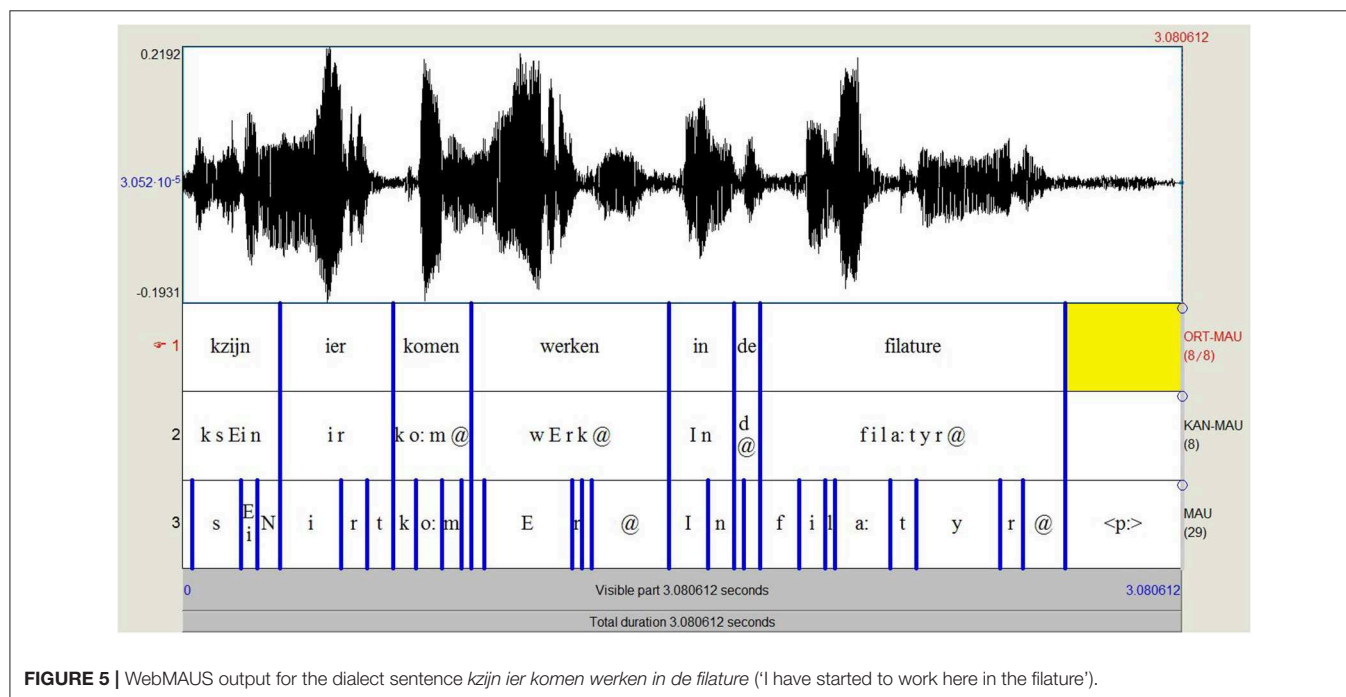 3.080612
0.2192
3.052·10-5
-0.1931
☞ 1 kzijn ier komen werken in de filature ORT-MAU
(8/8)
2 k s Ei n i r k o: m @ w E r k @ I n d @ f i l a: t y r @ KAN-MAU
(8)
3 s Ei N i r t k o: m E r @ I n f i l a: t y r @ <p:> MAU
(29)
0 Visible part 3.080612 seconds 3.080612
Total duration 3.080612 seconds
FIGURE 5 | WebMAUS output for the dialect sentence kzijn ier komen werken in de filature (‘I have started to work here in the filature’).